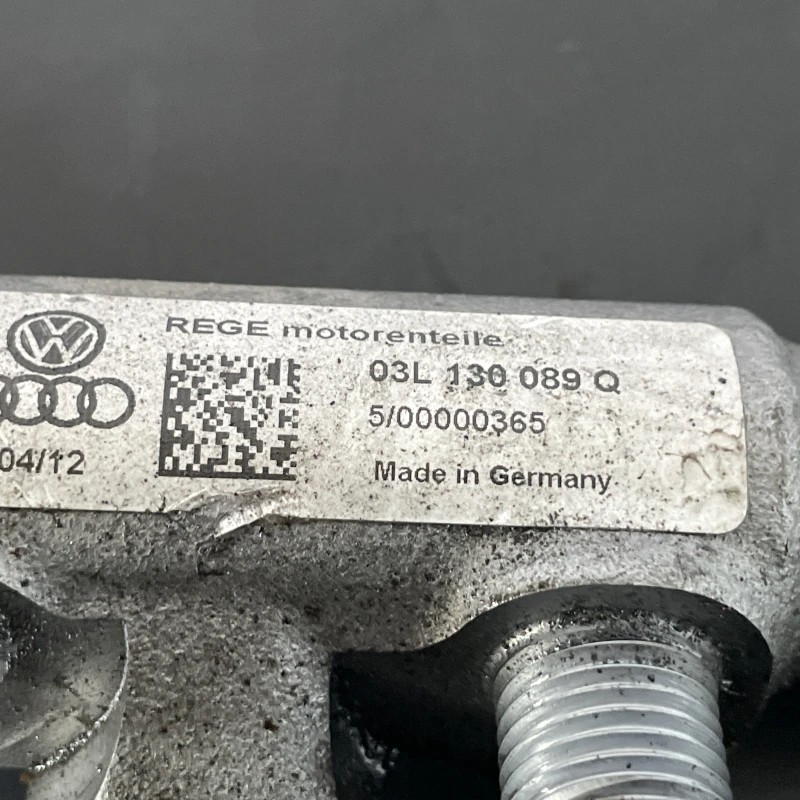 REGE motorenteile
03L 130 089 Q
5/00000365
04/12
Made in Germany